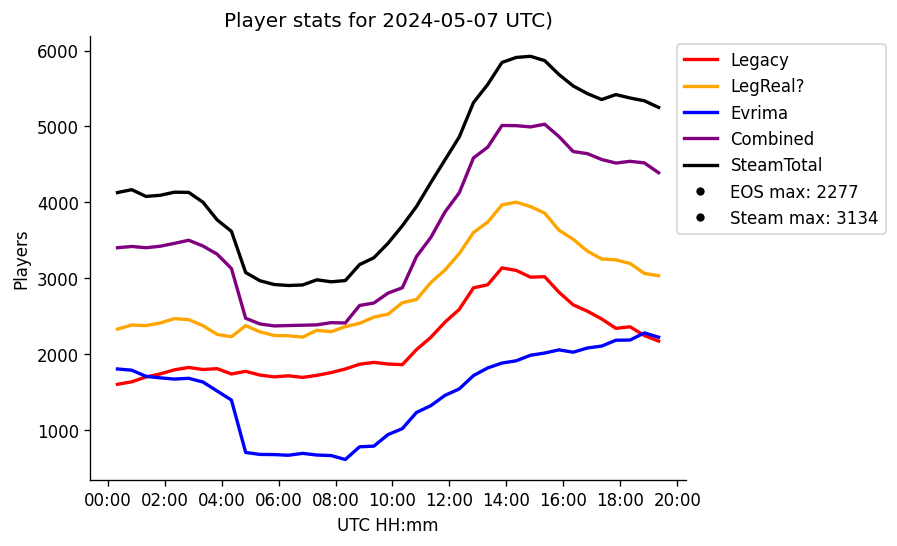 Player stats for 2024-05-07 UTC)
6000
5000
4000
3000
2000
1000
Players
00:00 02:00 04:00 06:00 08:00 10:00 12:00 14:00 16:00 18:00 20:00
UTC HH:mm
Legacy
LegReal?
Evrima
Combined
SteamTotal
EOS max: 2277
Steam max: 3134